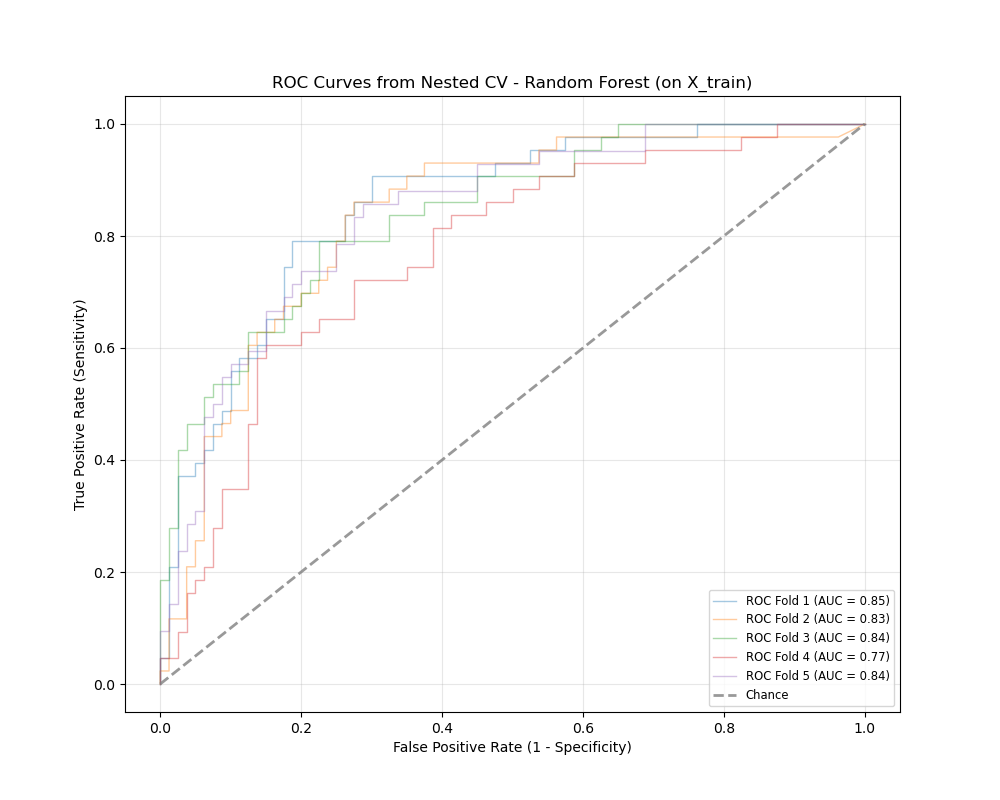 ROC Curves from Nested CV - Random Forest (on X_train)
True Positive Rate (Sensitivity)
1.0
0.8
0.6
0.4
0.2
0.0
0.0 0.2 0.4 0.6 0.8 1.0
False Positive Rate (1 - Specificity)
ROC Fold 1 (AUC = 0.85)
ROC Fold 2 (AUC = 0.83)
ROC Fold 3 (AUC = 0.84)
ROC Fold 4 (AUC = 0.77)
ROC Fold 5 (AUC = 0.84)
Chance